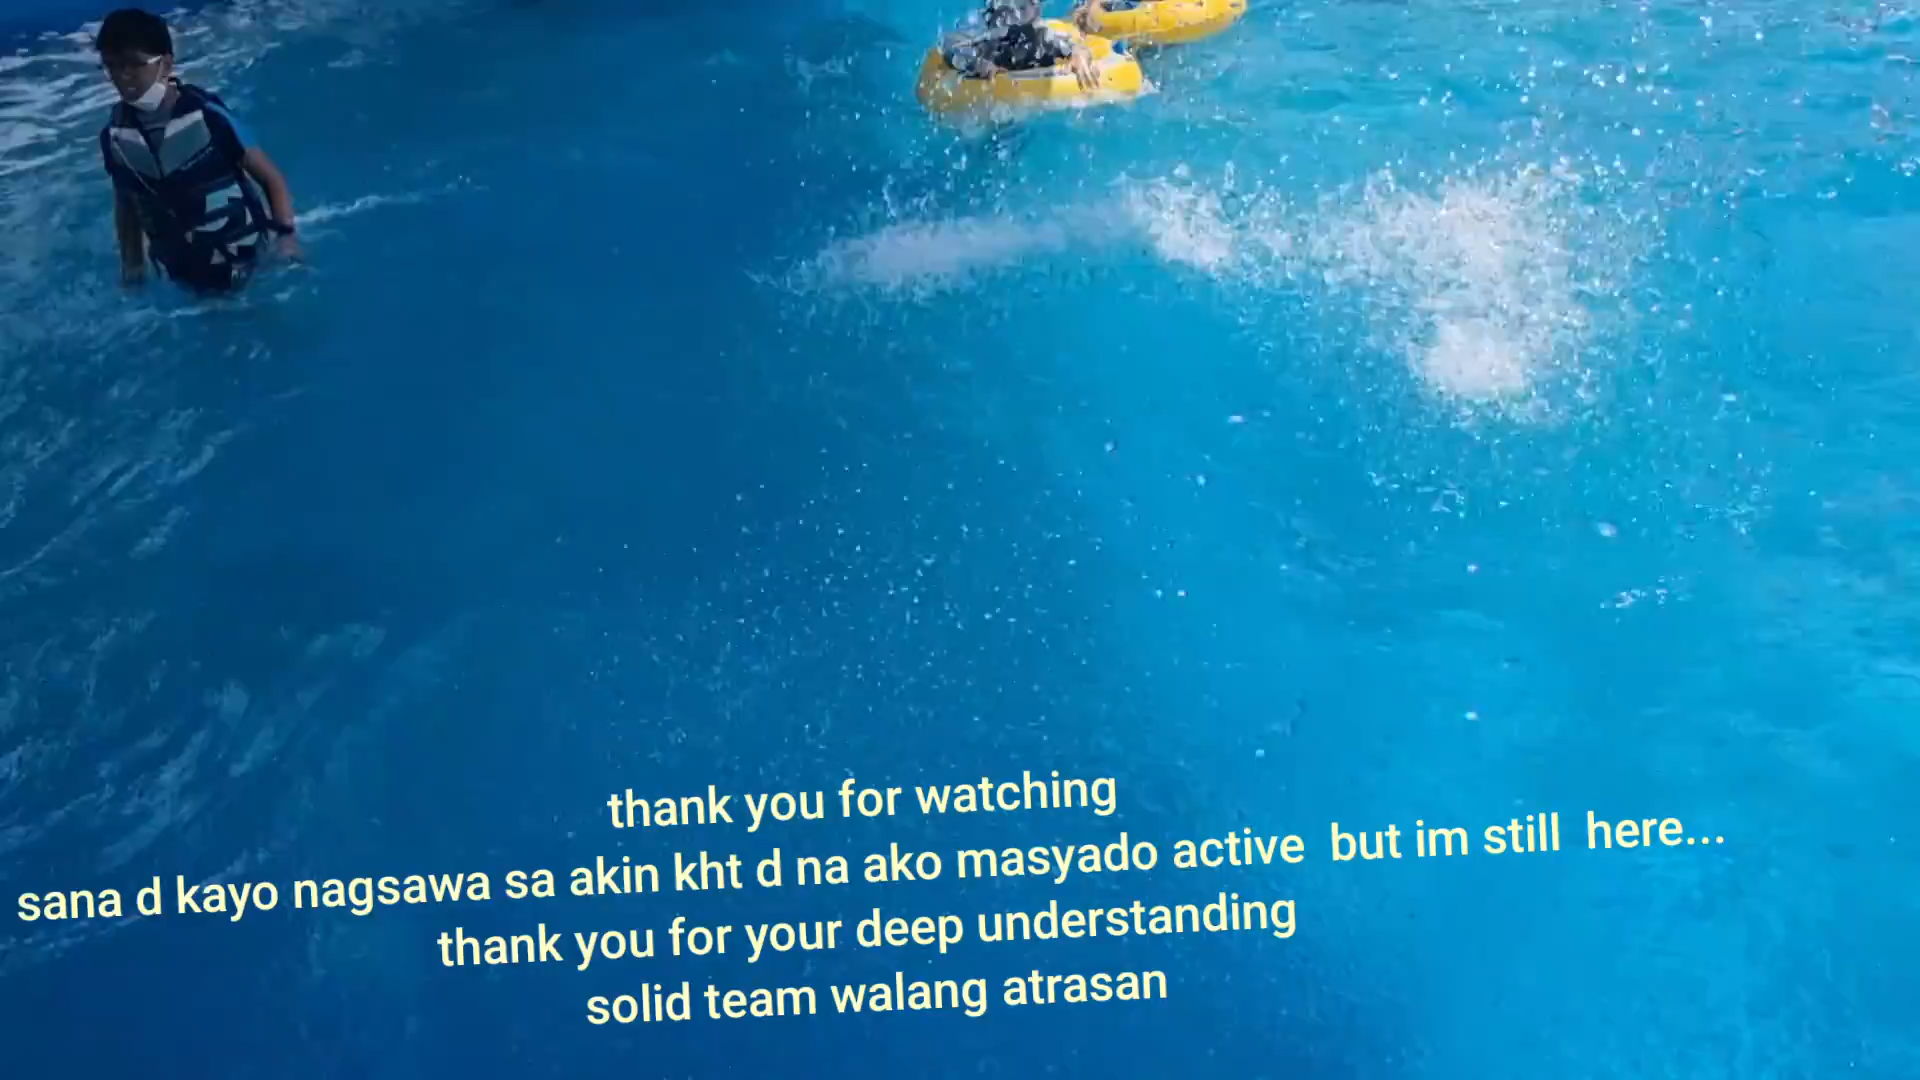 thank you for watching
sana d kayo nagsawa sa akin kht d na ako masyado active but im still here...
thank you for your deep understanding
solid team walang atrasan